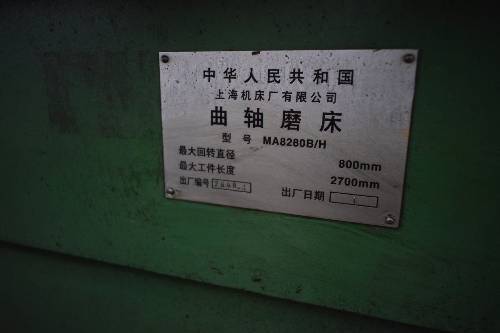 中华人民共和国
上海机床厂有限公司
曲轴磨床
型号 MA8280B/H
最大回转直径 800mm
最大工件长度 2700mm
出厂编号 出厂日期